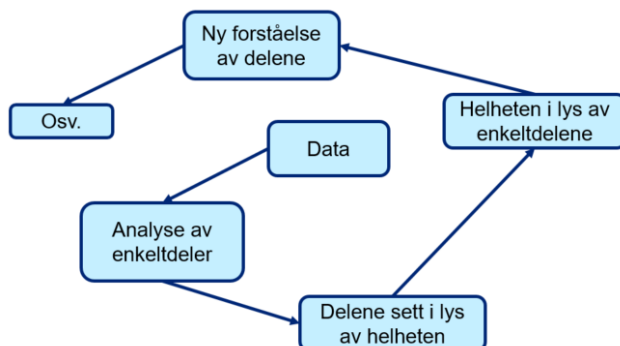 Ny forståelse
av delene
Osv.
Helheten i lys av
enkeltdelene
Data
Analyse av
enkeltdeler
Delene sett i lys
av helheten